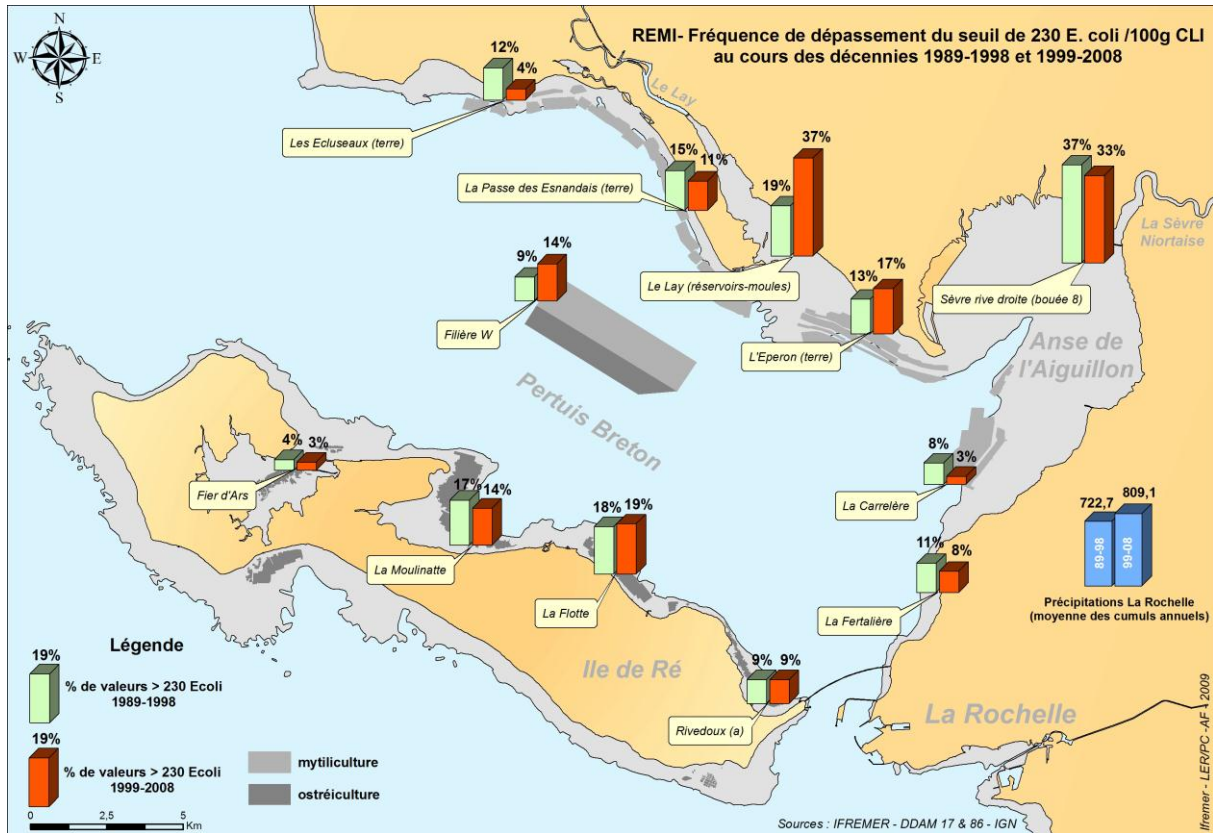 N
W E
S
REMI- Fréquence de dépassement du seuil de 230 E. coli /100g CLI
au cours des décennies 1989-1998 et 1999-2008
12%
4%
Les Ecluseaux (terre)
Le Lay
15%
11%
La Passe des Esnandais (terre)
19%
37%
Le Lay (réservoirs-moules)
37%
33%
La Sèvre
Niortaise
Sèvre rive droite (bouée 8)
9%
14%
Filière W
13%
17%
L'Eperon (terre)
Anse de
l'Aiguillon
Pertuis Breton
4%
3%
Fier d'Ars
17%
14%
La Moulinatte
18%
19%
La Flotte
8%
3%
La Carrelère
11%
8%
La Fertalière
722,7
809,1
89-98
99-08
Précipitations La Rochelle
(moyenne des cumuls annuels)
9%
9%
Rivedoux (a)
Ile de Ré
La Rochelle
Légende
19%
% de valeurs > 230 Ecoli
1989-1998
19%
% de valeurs > 230 Ecoli
1999-2008
mytiliculture
ostréiculture
0 2,5 5
Km
Sources : IFREMER - DDAM 17 & 86 - IGN
Ifremer - LER/PC -AF - 2009